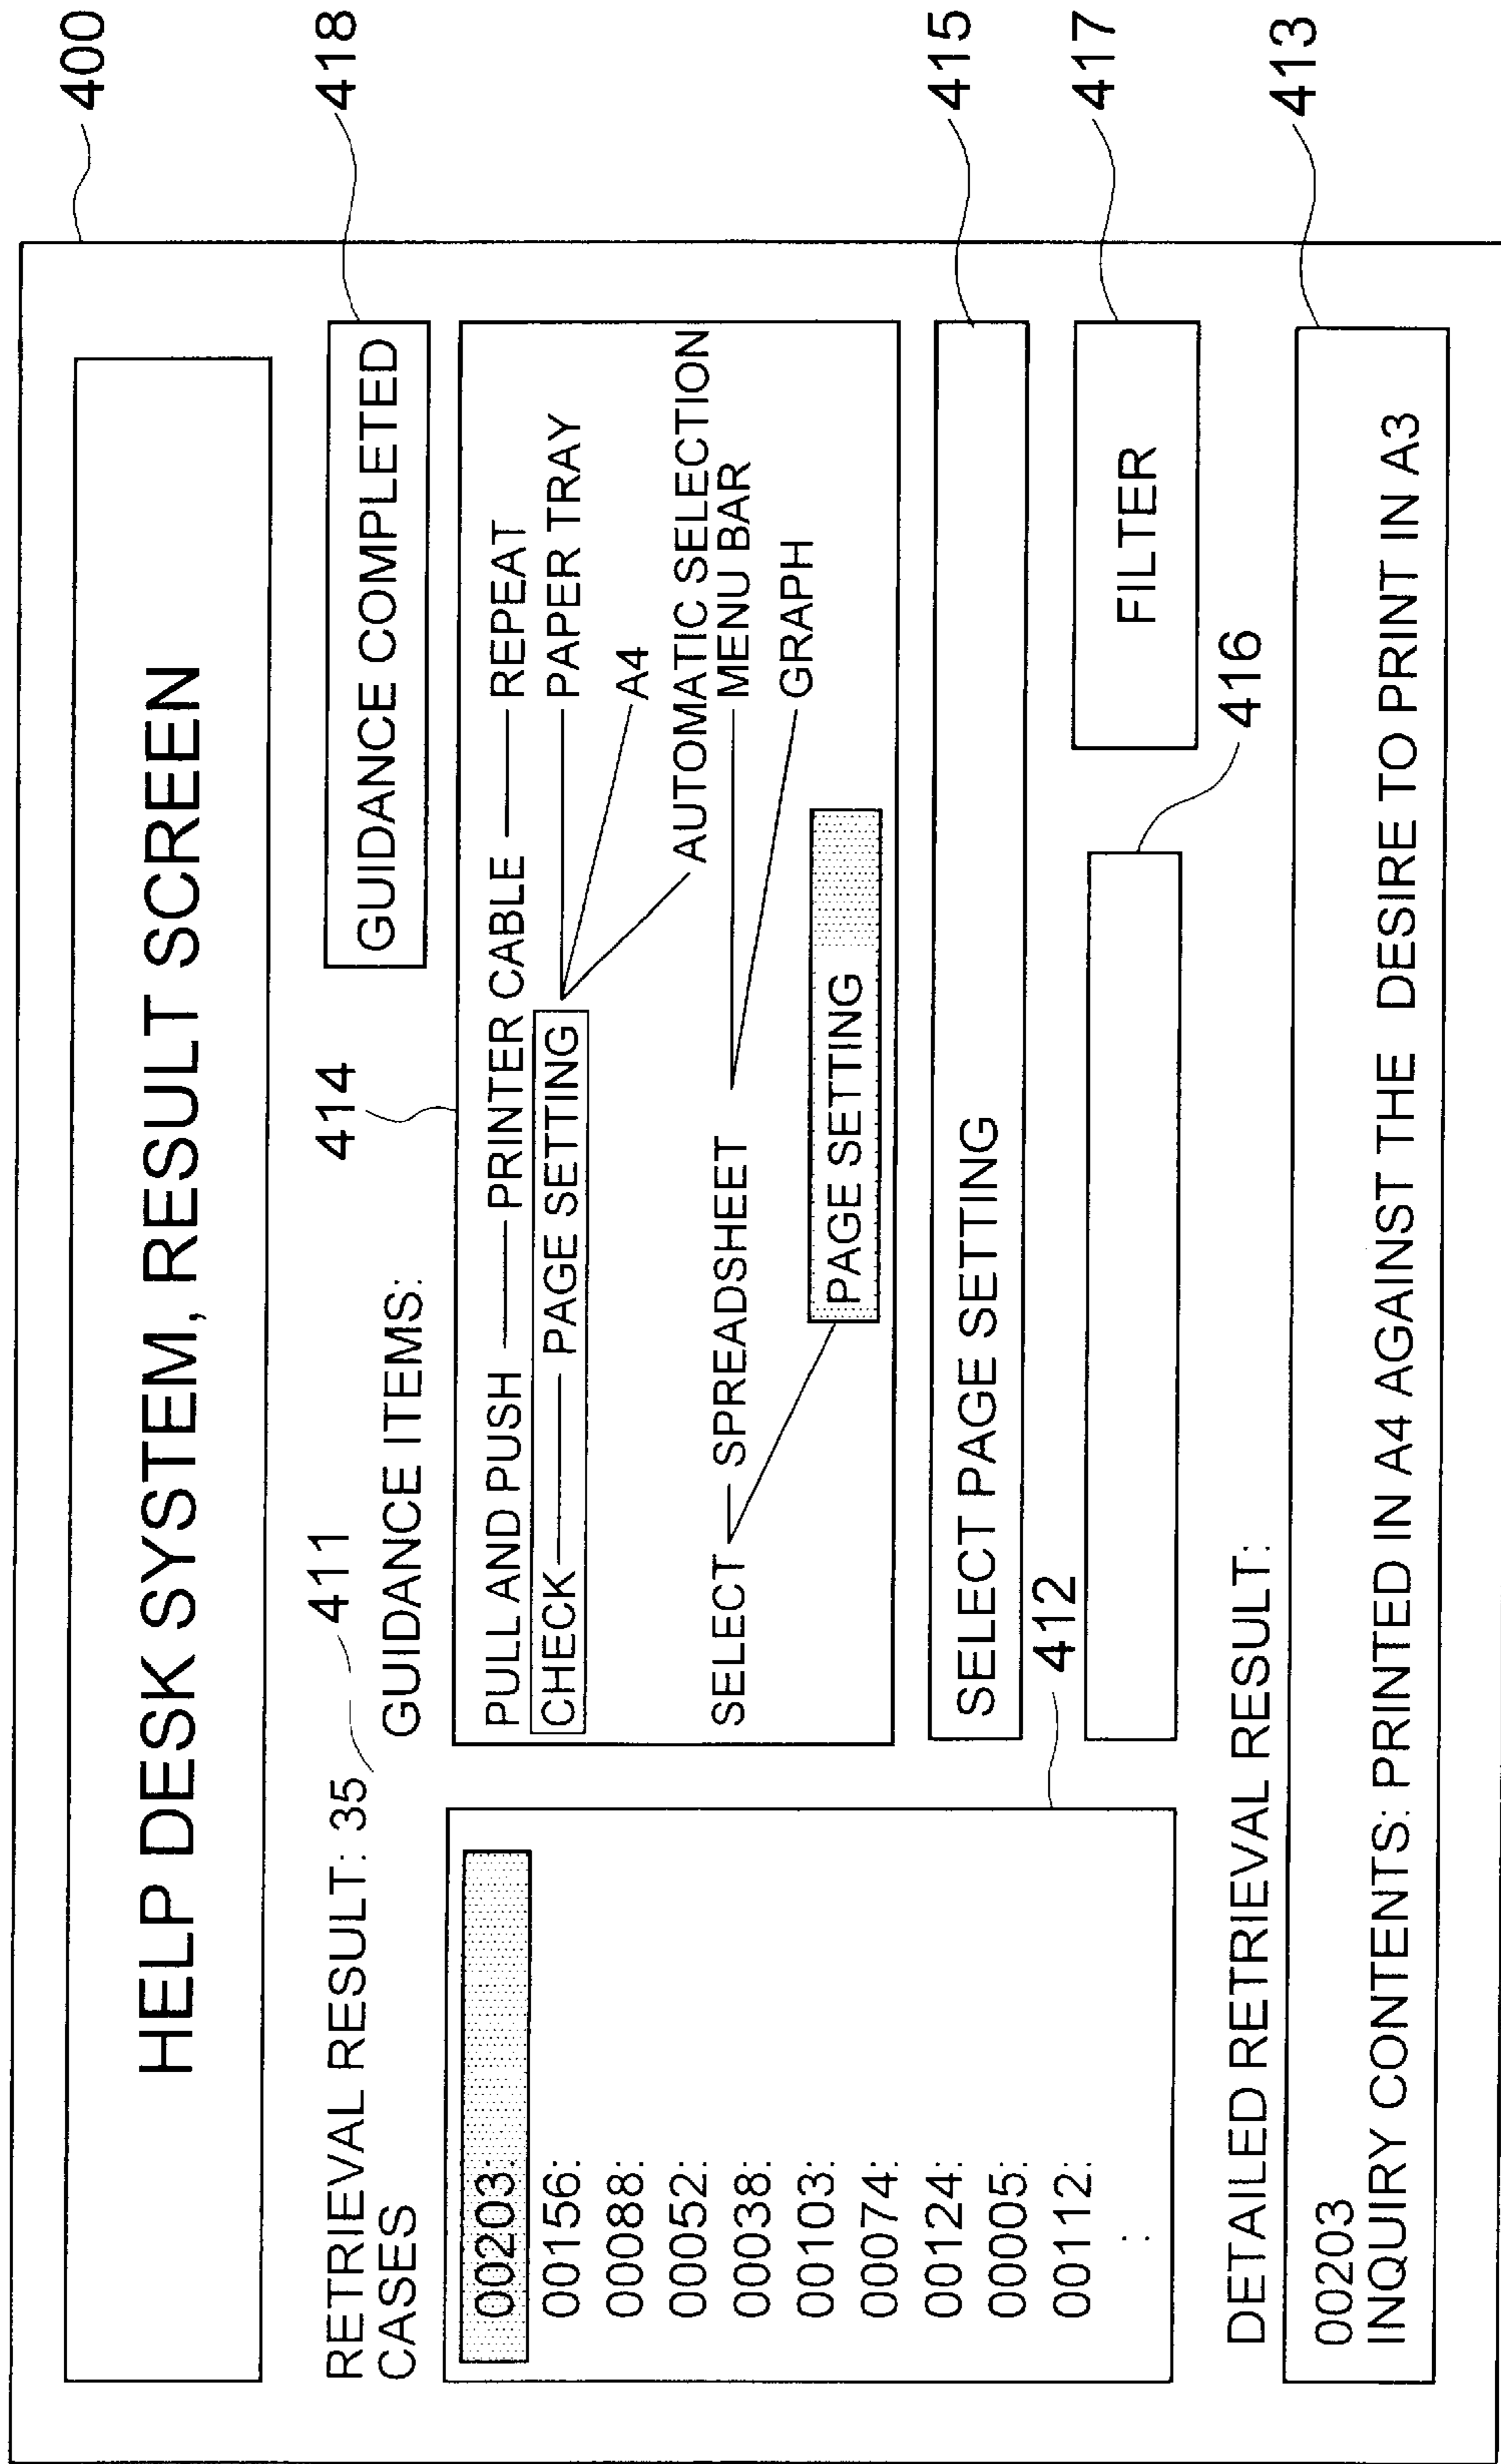 400
HELP DESK SYSTEM, RESULT SCREEN
RETRIEVAL RESULT: 35
CASES
411
GUIDANCE ITEMS:
414
GUIDANCE COMPLETED
418
00203:
00156:
00088:
00052:
00038:
00103:
00074:
00124:
00005:
00112:
:
PULL AND PUSH PRINTER CABLE REPEAT
CHECK PAGE SETTING PAPER TRAY
A4
AUTOMATIC SELECTION
SELECT SPREADSHEET MENU BAR
GRAPH
PAGE SETTING
SELECT PAGE SETTING
415
412
FILTER
417
416
DETAILED RETRIEVAL RESULT:
413
00203
INQUIRY CONTENTS: PRINTED IN A4 AGAINST THE DESIRE TO PRINT IN A3